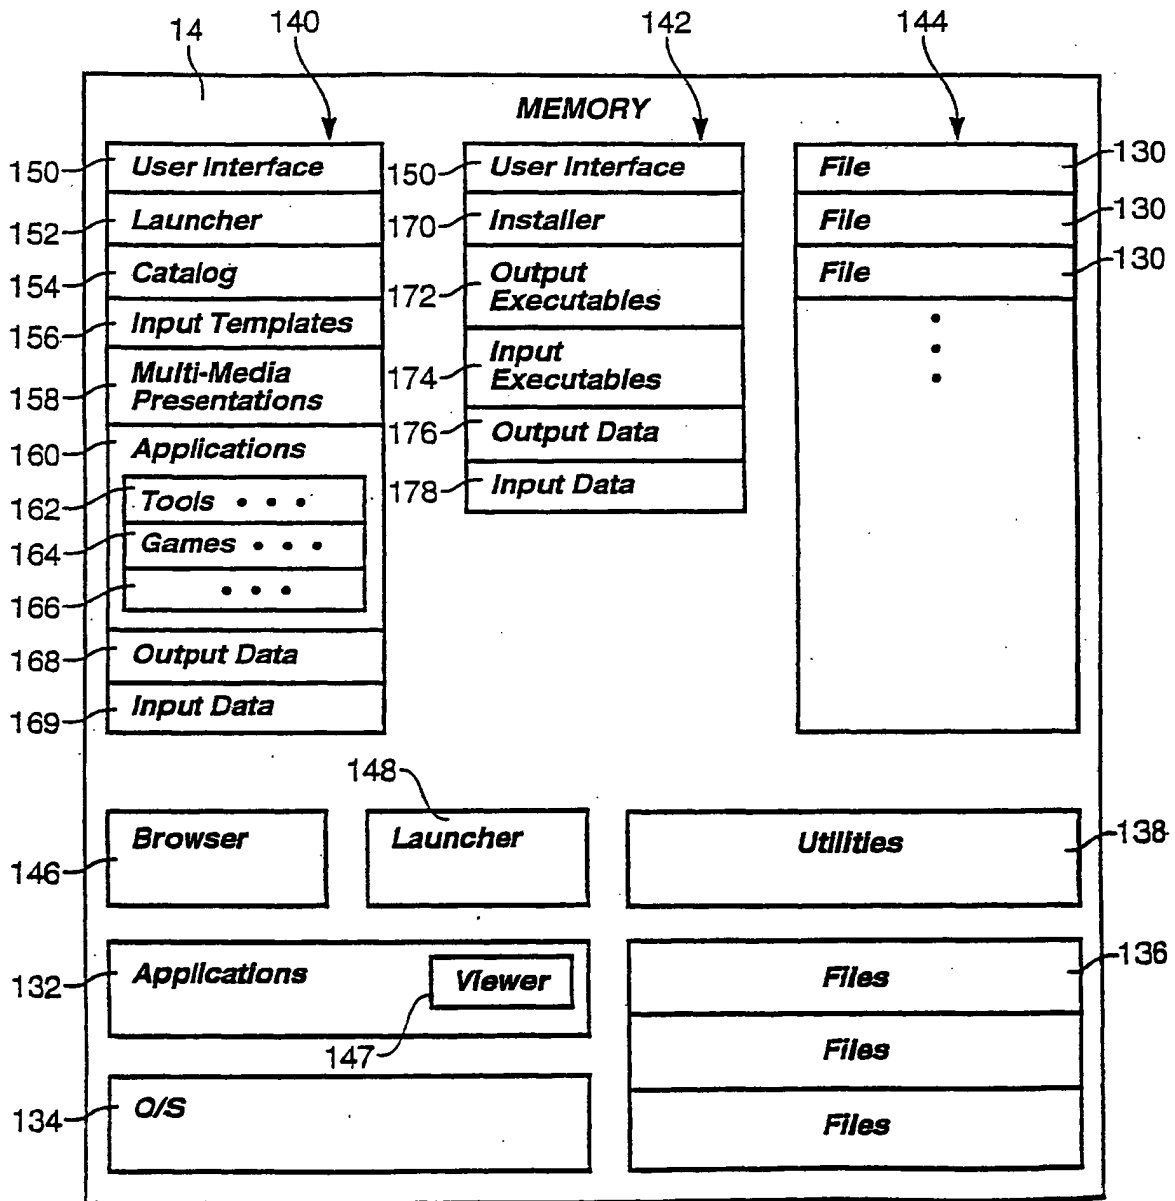 14 140 142 144
MEMORY
150 User Interface
152 Launcher
154 Catalog
156 Input Templates
158 Multi-Media
Presentations
160 Applications
162 Tools • • •
164 Games • • •
166 • • •
168 Output Data
169 Input Data
150 User Interface
170 Installer
172 Output
Executables
174 Input
Executables
176 Output Data
178 Input Data
File 130
File 130
File 130
•
•
•
146 Browser
148
Launcher
Utilities 138
132 Applications
Viewer
147
134 O/S
Files 136
Files
Files